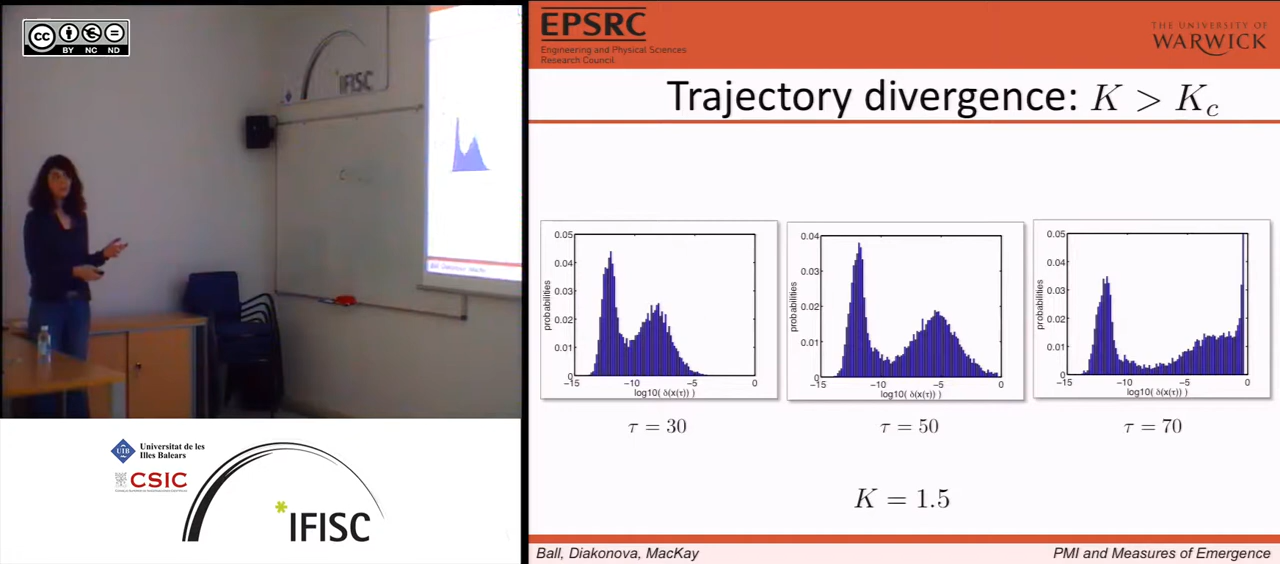 cc
BY NC ND
*IFISC
Universitat de les
Illes Balears
UIB
CSIC
*IFISC
EPSRC
Engineering and Physical Sciences
Research Council
THE UNIVERSITY OF
WARWICK
Trajectory divergence: K > K_c
0.05
0.04
0.03
0.02
0.01
0
probabilities
−15 −10 −5 0
log10( δ(x(τ)) )
τ = 30
0.04
0.03
0.02
0.01
0
probabilities
−15 −10 −5 0
log10( δ(x(τ)) )
τ = 50
0.05
0.04
0.03
0.02
0.01
0
probabilities
−15 −10 −5 0
log10( δ(x(τ)) )
τ = 70
K = 1.5
Ball, Diakonova, MacKay
PMI and Measures of Emergence